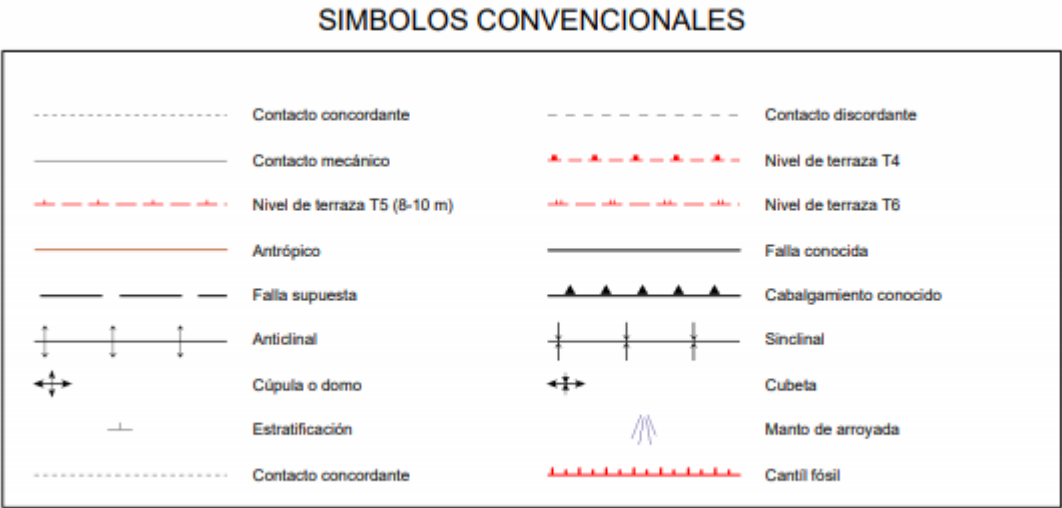 SIMBOLOS CONVENCIONALES
Contacto concordante
Contacto discordante
Contacto mecánico
Nivel de terraza T4
Nivel de terraza T5 (8-10 m)
Nivel de terraza T6
Antrópico
Falla conocida
Falla supuesta
Cabalgamiento conocido
Anticlinal
Sinclinal
Cúpula o domo
Cubeta
Estratificación
Manto de arroyada
Contacto concordante
Cantíl fósil